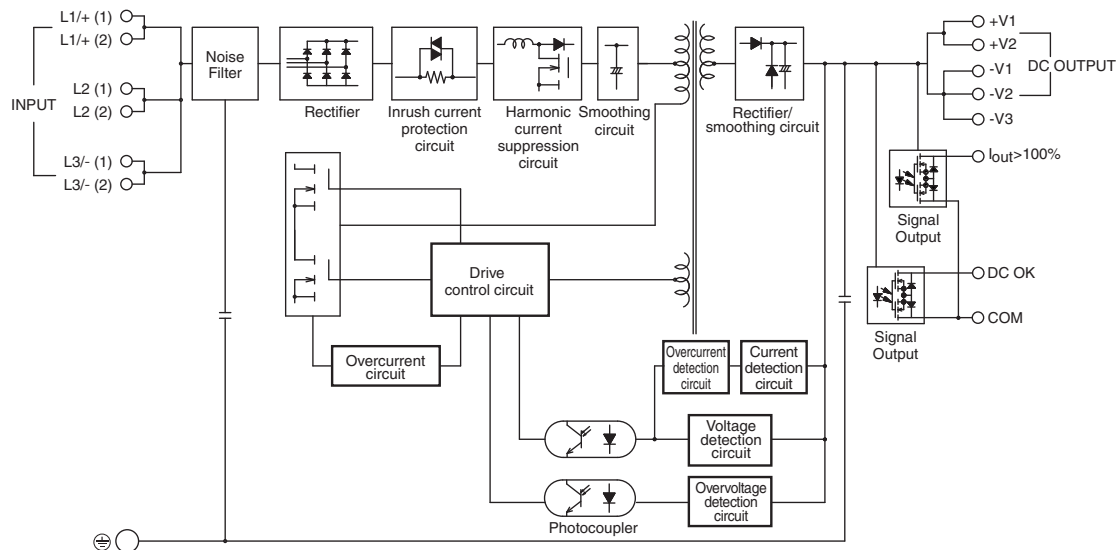 L1/+ (1)
L1/+ (2)
L2 (1)
L2 (2)
L3/- (1)
L3/- (2)
INPUT
Noise
Filter
Rectifier
Inrush current
protection
circuit
Harmonic
current
suppression
circuit
Smoothing
circuit
Rectifier/
smoothing circuit
+V1
+V2
-V1
-V2
-V3
DC OUTPUT
Iout>100%
Signal
Output
DC OK
COM
Signal
Output
Drive
control circuit
Overcurrent
circuit
Overcurrent
detection
circuit
Current
detection
circuit
Voltage
detection
circuit
Overvoltage
detection
circuit
Photocoupler